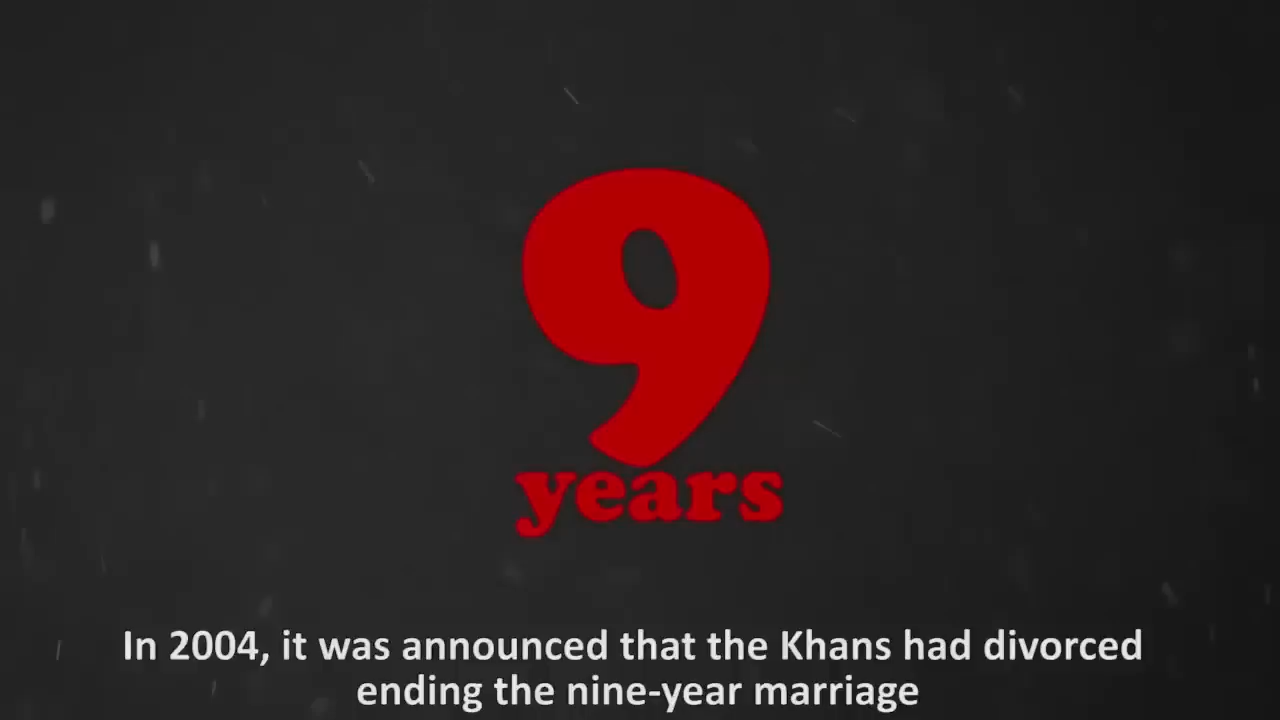 9
years
In 2004, it was announced that the Khans had divorced
ending the nine-year marriage